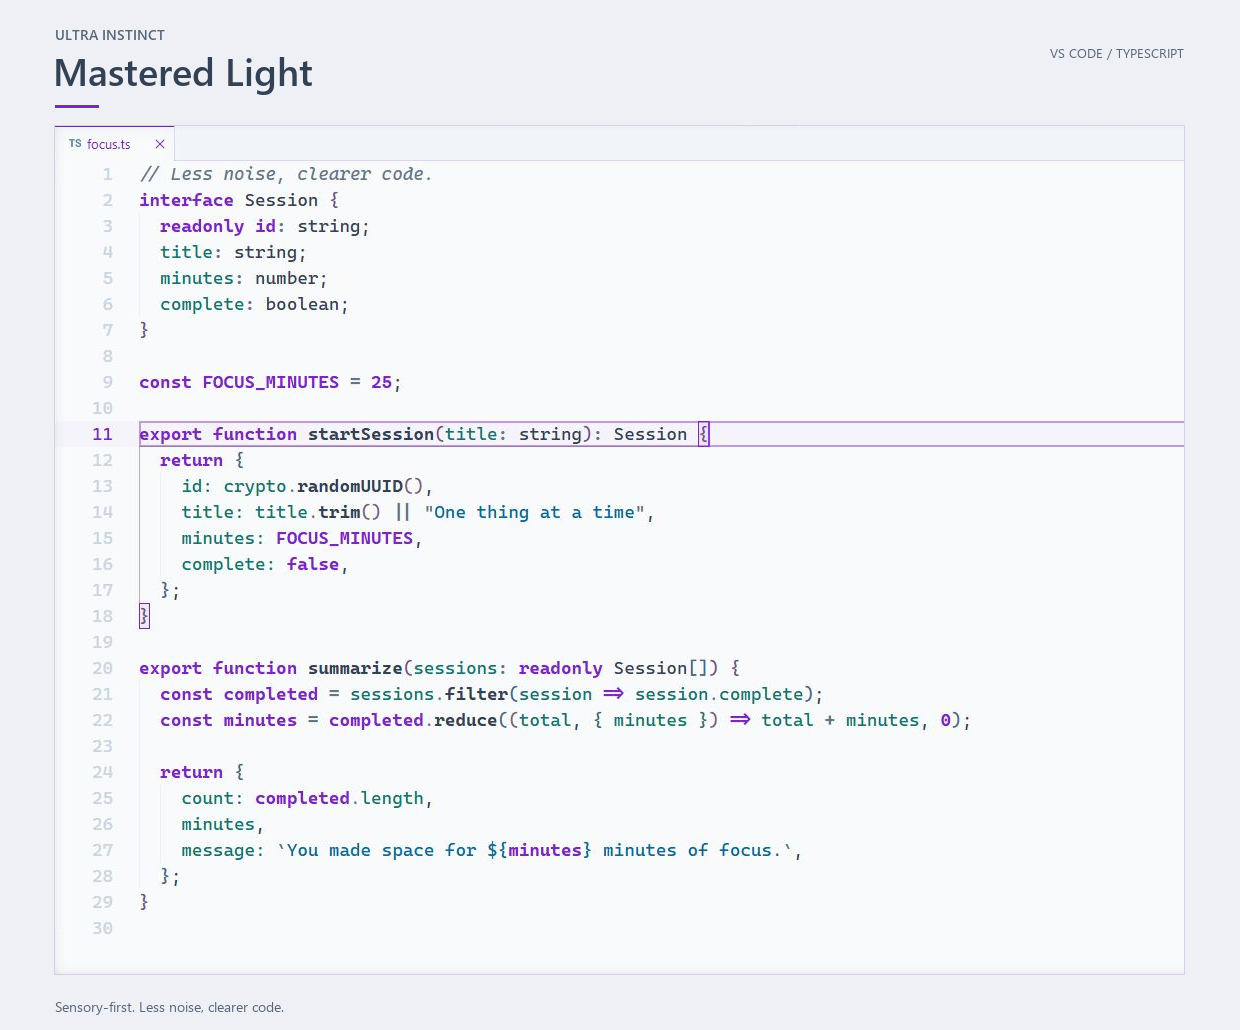 ULTRA INSTINCT
Mastered Light
VS CODE / TYPESCRIPT
TS focus.ts ×
1 // Less noise, clearer code.
2 interface Session {
3   readonly id: string;
4   title: string;
5   minutes: number;
6   complete: boolean;
7 }
8
9 const FOCUS_MINUTES = 25;
10
11 export function startSession(title: string): Session {
12   return {
13     id: crypto.randomUUID(),
14     title: title.trim() || "One thing at a time",
15     minutes: FOCUS_MINUTES,
16     complete: false,
17   };
18 }
19
20 export function summarize(sessions: readonly Session[]) {
21   const completed = sessions.filter(session => session.complete);
22   const minutes = completed.reduce((total, { minutes }) => total + minutes, 0);
23
24   return {
25     count: completed.length,
26     minutes,
27     message: `You made space for ${minutes} minutes of focus.`,
28   };
29 }
30
Sensory-first. Less noise, clearer code.